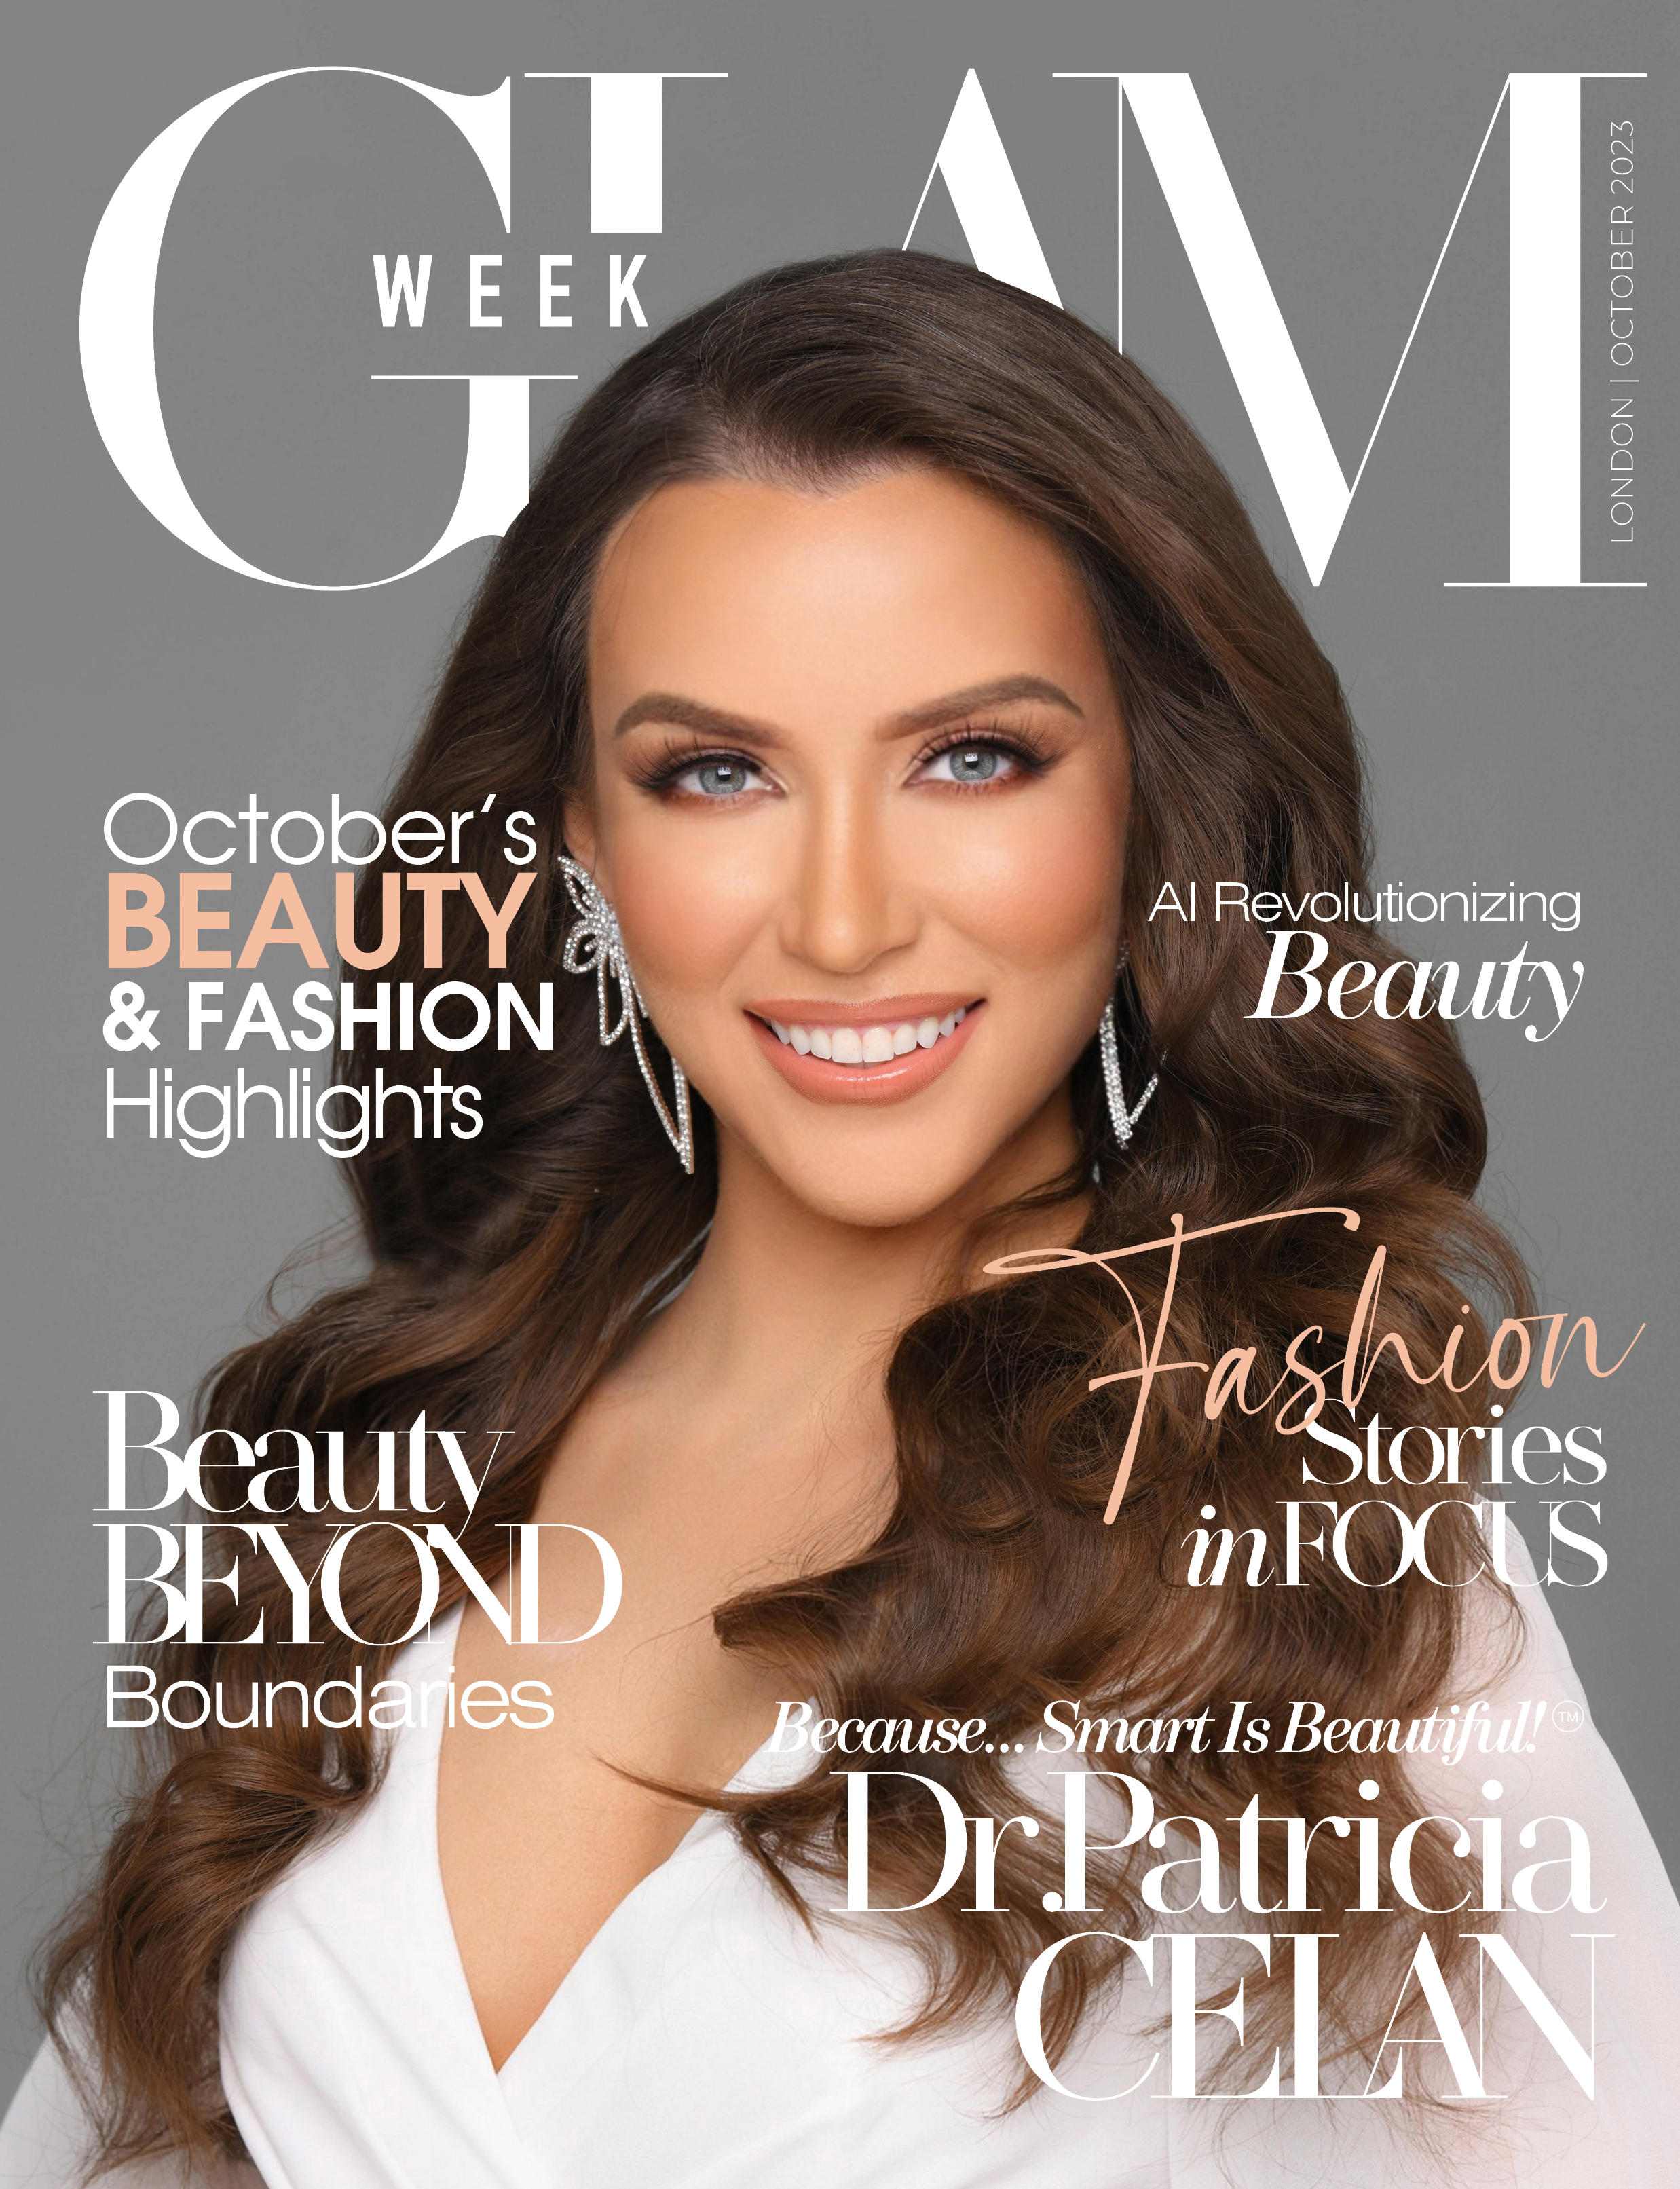 GLAM
WEEK
LONDON | OCTOBER 2023
October‘s
BEAUTY
& FASHION
Highlights
AI Revolutionizing
Beauty
Fashion
Stories
in FOCUS
Beauty
BEYOND
Boundaries
Because... Smart Is Beautiful!™
Dr.Patricia
CELAN